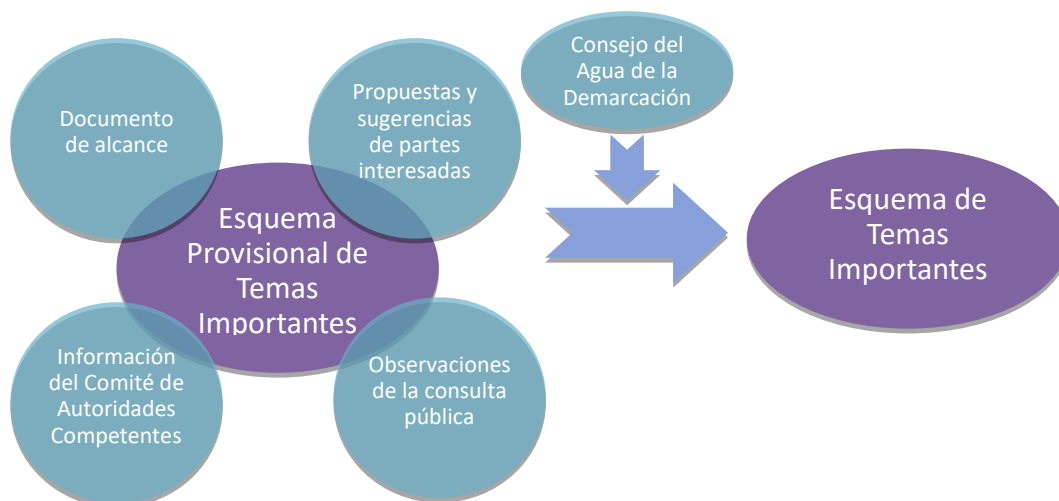 Documento
de alcance
Propuestas y
sugerencias
de partes
interesadas
Consejo del
Agua de la
Demarcación
Esquema
Provisional de
Temas
Importantes
Esquema de
Temas
Importantes
Información
del Comité de
Autoridades
Competentes
Observaciones
de la consulta
pública